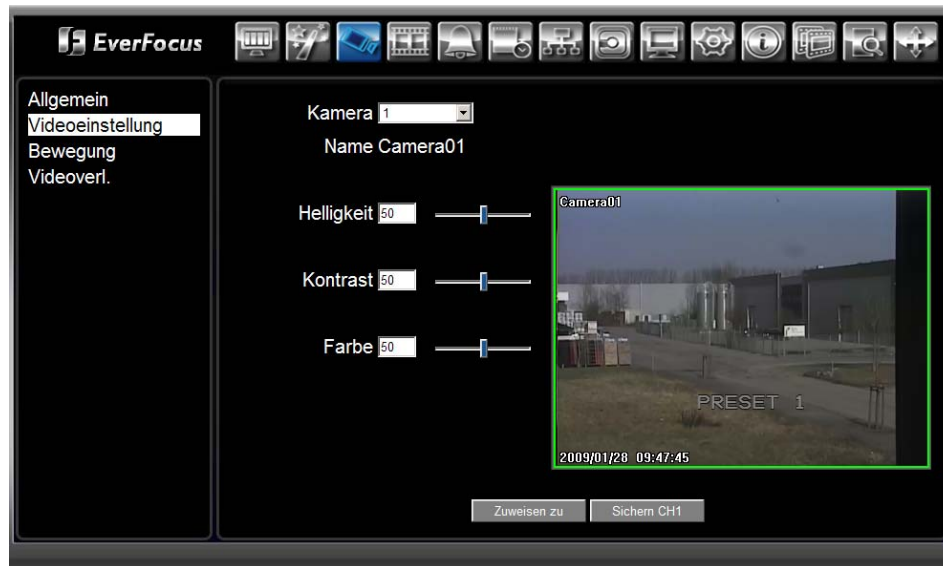 EverFocus
Allgemein
Videoeinstellung
Bewegung
Videoverl.
Kamera 1
Name Camera01
Helligkeit 50
Kontrast 50
Farbe 50
Camera01
PRESET 1
2009/01/28 09:47:45
Zuweisen zu
Sichern CH1